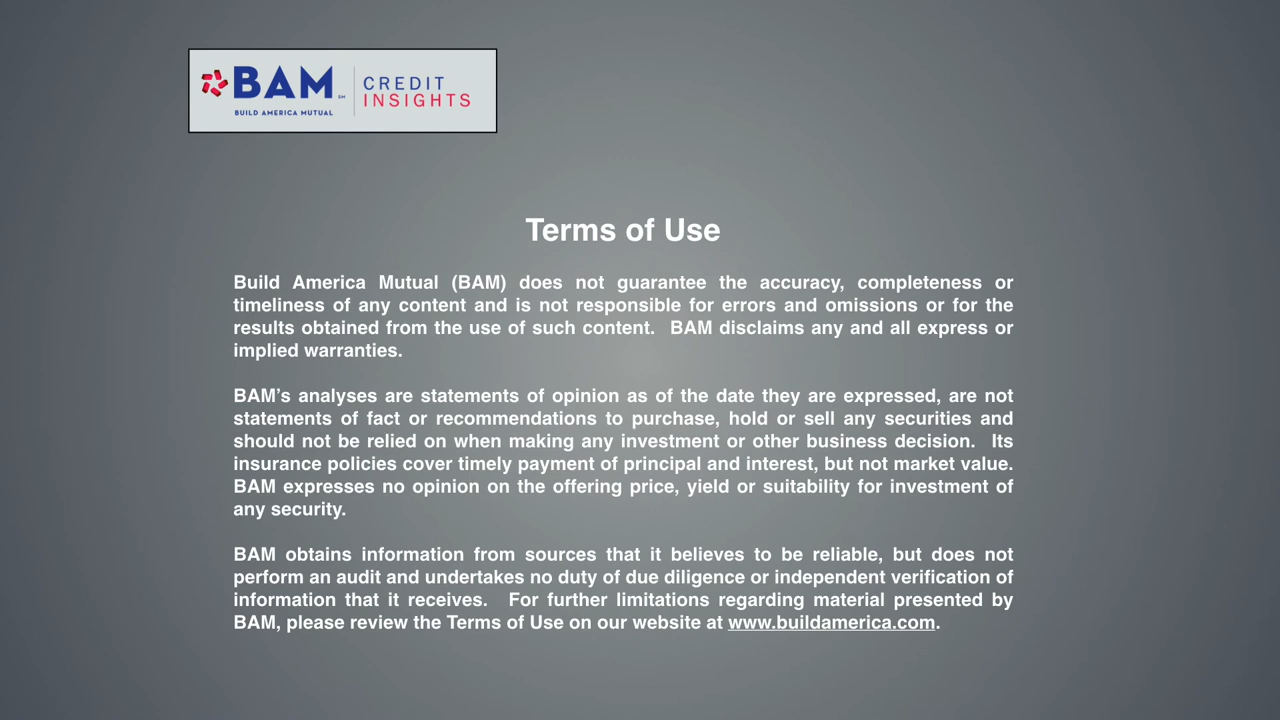 BAM SM
CREDIT
INSIGHTS
BUILD AMERICA MUTUAL
Terms of Use
Build America Mutual (BAM) does not guarantee the accuracy, completeness or
timeliness of any content and is not responsible for errors and omissions or for the
results obtained from the use of such content. BAM disclaims any and all express or
implied warranties.
BAM’s analyses are statements of opinion as of the date they are expressed, are not
statements of fact or recommendations to purchase, hold or sell any securities and
should not be relied on when making any investment or other business decision. Its
insurance policies cover timely payment of principal and interest, but not market value.
BAM expresses no opinion on the offering price, yield or suitability for investment of
any security.
BAM obtains information from sources that it believes to be reliable, but does not
perform an audit and undertakes no duty of due diligence or independent verification of
information that it receives. For further limitations regarding material presented by
BAM, please review the Terms of Use on our website at www.buildamerica.com.